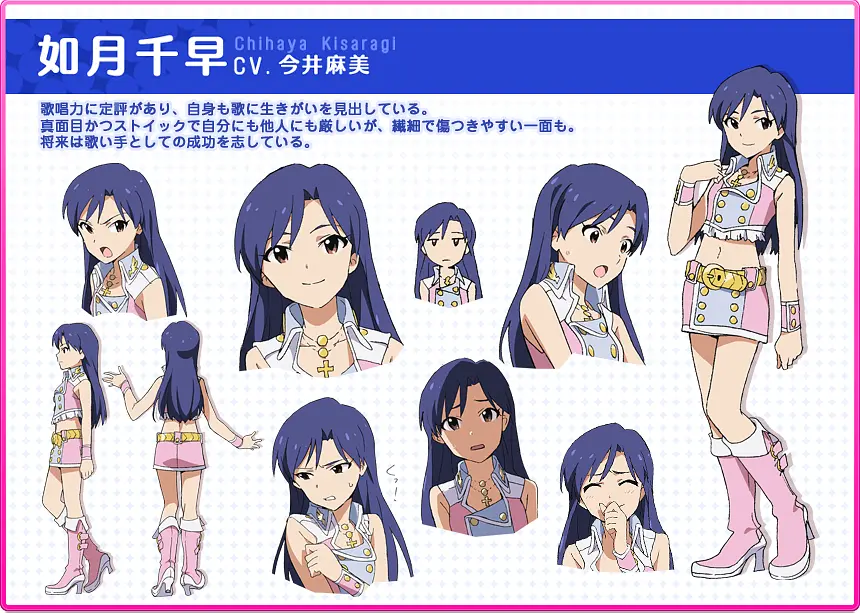 如月千早
Chihaya Kisaragi
CV. 今井麻美
歌唱力に定評があり、自身も歌に生きがいを見出している。
真面目かつストイックで自分にも他人にも厳しいが、繊細で傷つきやすい一面も。
将来は歌い手としての成功を志している。
っ!